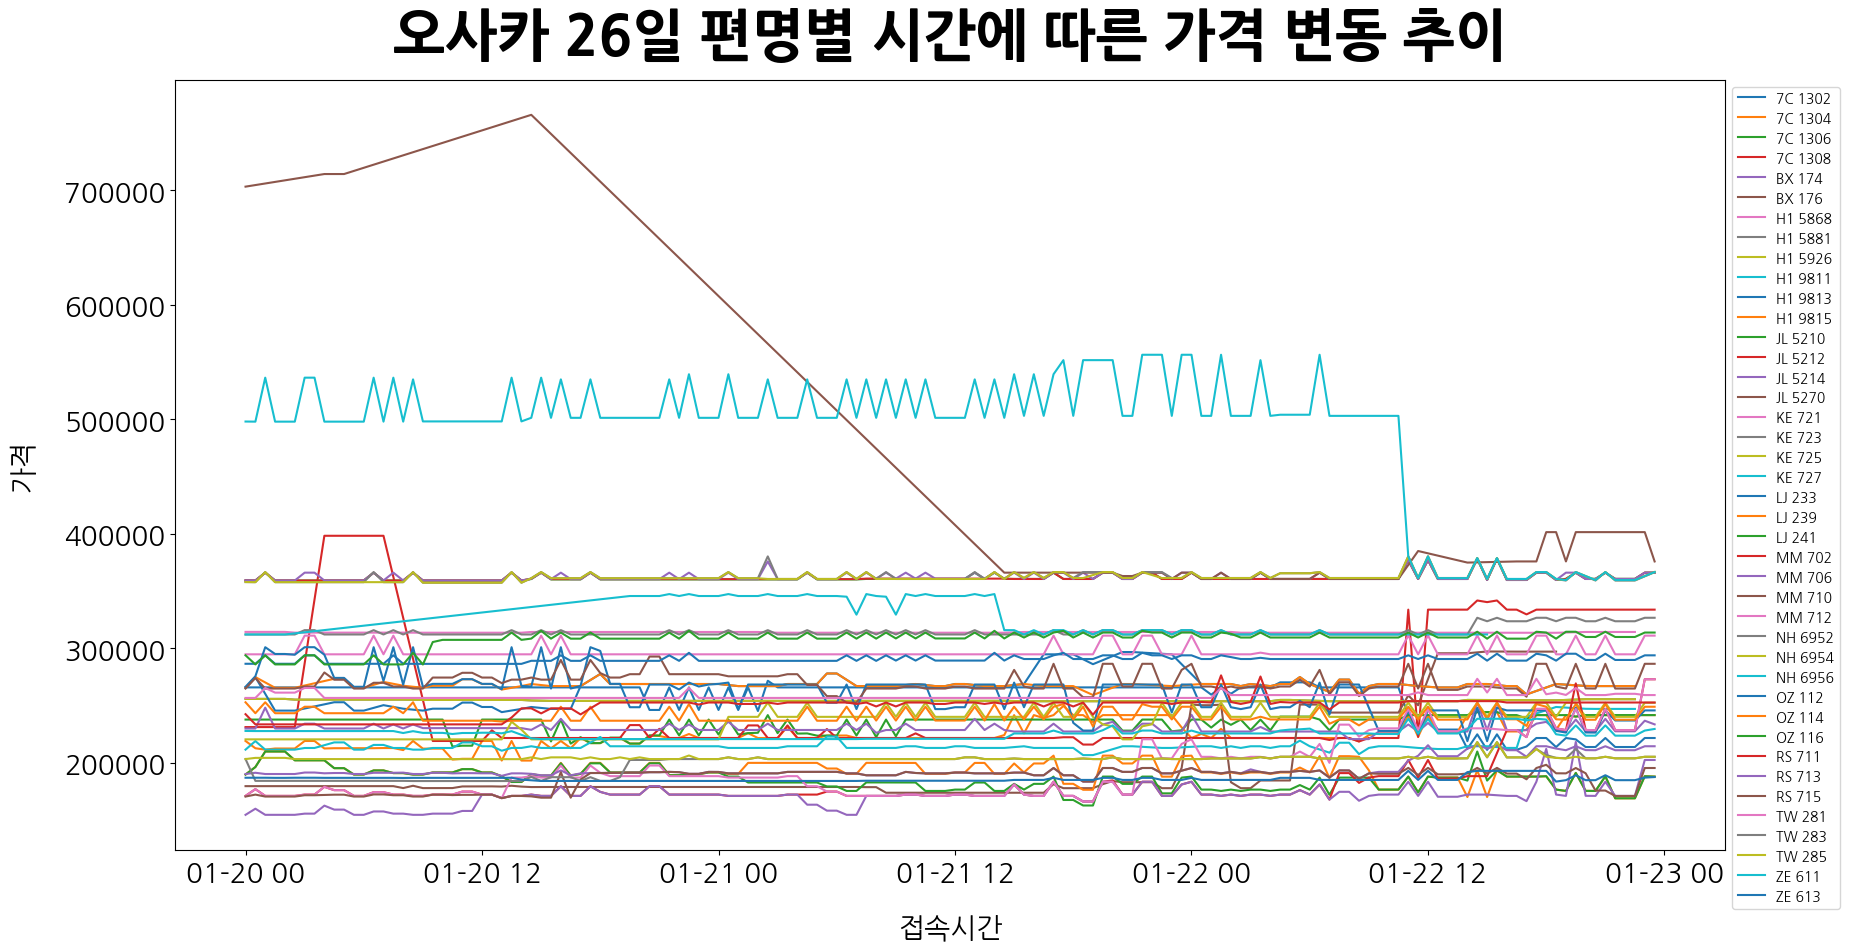 오사카 26일 편명별 시간에 따른 가격 변동 추이
가격
700000
600000
500000
400000
300000
200000
01-20 00
01-20 12
01-21 00
01-21 12
01-22 00
01-22 12
01-23 00
접속시간
7C 1302
7C 1304
7C 1306
7C 1308
BX 174
BX 176
H1 5868
H1 5881
H1 5926
H1 9811
H1 9813
H1 9815
JL 5210
JL 5212
JL 5214
JL 5270
KE 721
KE 723
KE 725
KE 727
LJ 233
LJ 239
LJ 241
MM 702
MM 706
MM 710
MM 712
NH 6952
NH 6954
NH 6956
OZ 112
OZ 114
OZ 116
RS 711
RS 713
RS 715
TW 281
TW 283
TW 285
ZE 611
ZE 613